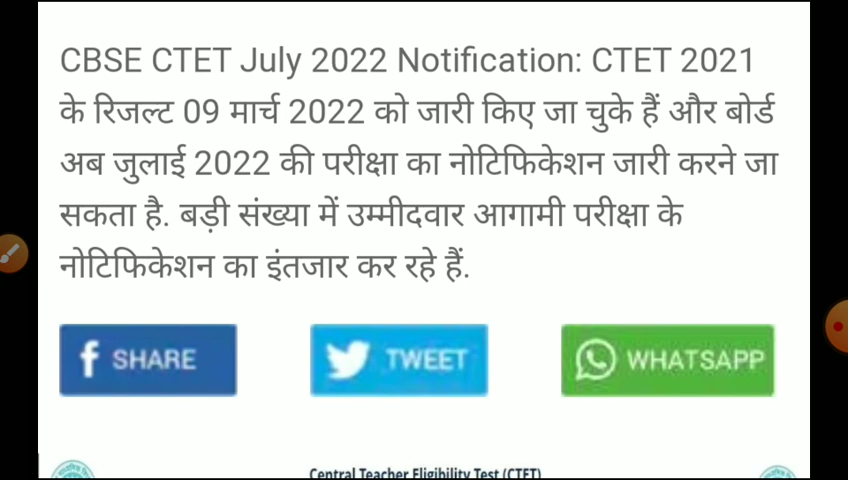 CBSE CTET July 2022 Notification: CTET 2021
के रिजल्ट 09 मार्च 2022 को जारी किए जा चुके हैं और बोर्ड
अब जुलाई 2022 की परीक्षा का नोटिफिकेशन जारी करने जा
सकता है. बड़ी संख्या में उम्मीदवार आगामी परीक्षा के
नोटिफिकेशन का इंतजार कर रहे हैं.
SHARE TWEET WHATSAPP
Central Teacher Eligibility Test (CTET)